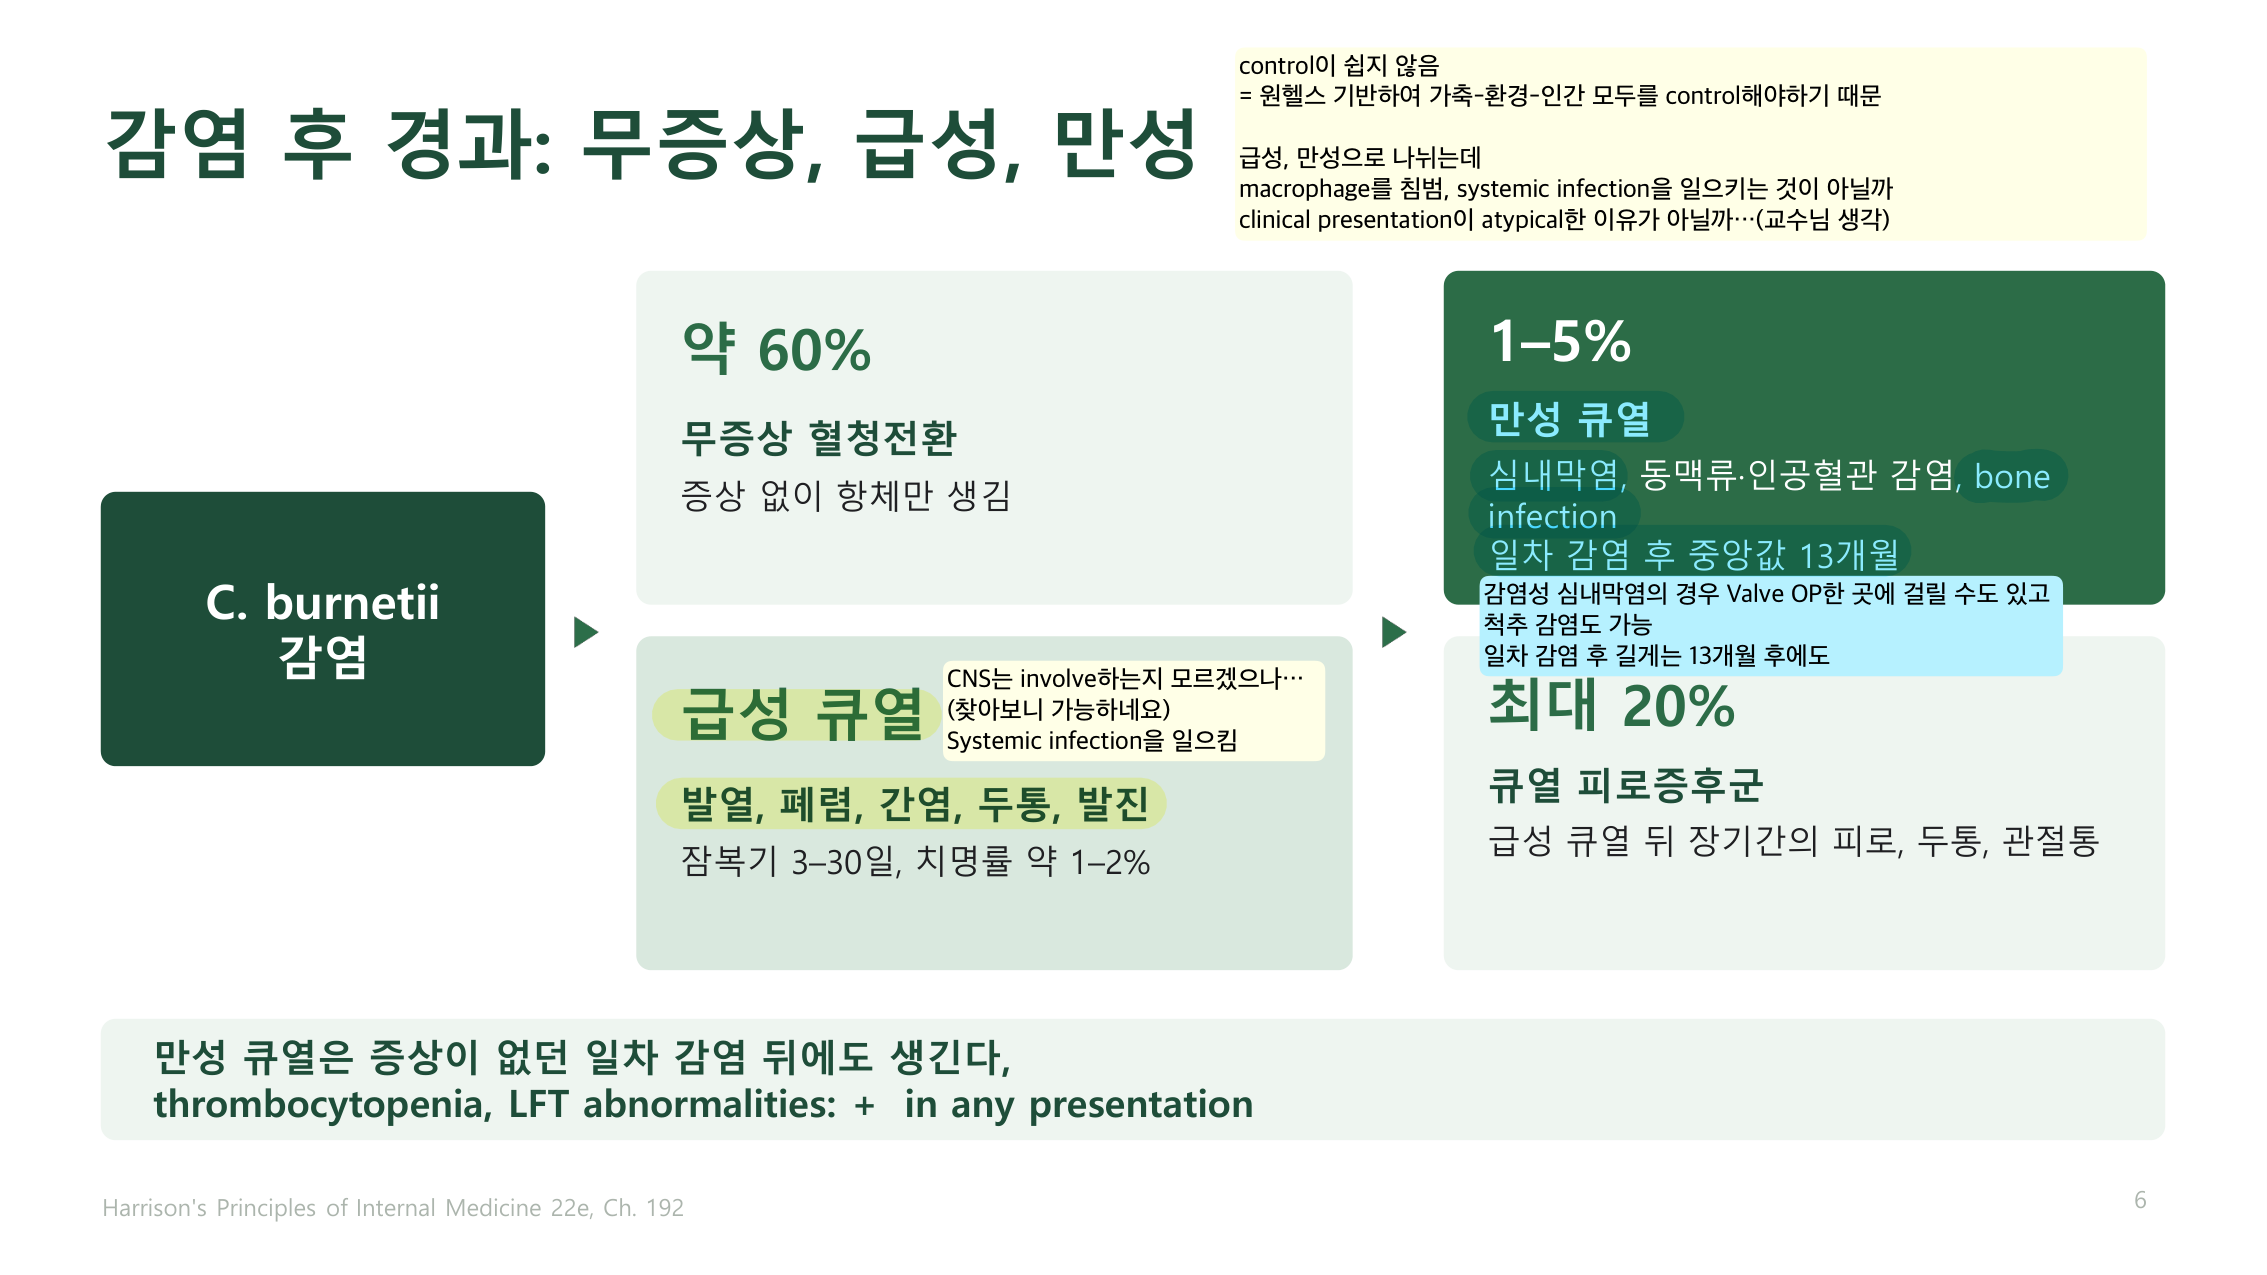 감염 후 경과: 무증상, 급성, 만성
control이 쉽지 않음
= 원헬스 기반하여 가축-환경-인간 모두를 control해야하기 때문
급성, 만성으로 나뉘는데
macrophage를 침범, systemic infection을 일으키는 것이 아닐까
clinical presentation이 atypical한 이유가 아닐까…(교수님 생각)
C. burnetii
감염
약 60%
무증상 혈청전환
증상 없이 항체만 생김
급성 큐열
CNS는 involve하는지 모르겠으나…
(찾아보니 가능하네요)
Systemic infection을 일으킴
발열, 폐렴, 간염, 두통, 발진
잠복기 3–30일, 치명률 약 1–2%
1–5%
만성 큐열
심내막염, 동맥류·인공혈관 감염, bone
infection
일차 감염 후 중앙값 13개월
감염성 심내막염의 경우 Valve OP한 곳에 걸릴 수도 있고
척추 감염도 가능
일차 감염 후 길게는 13개월 후에도
최대 20%
큐열 피로증후군
급성 큐열 뒤 장기간의 피로, 두통, 관절통
만성 큐열은 증상이 없던 일차 감염 뒤에도 생긴다,
thrombocytopenia, LFT abnormalities: +  in any presentation
Harrison's Principles of Internal Medicine 22e, Ch. 192
6